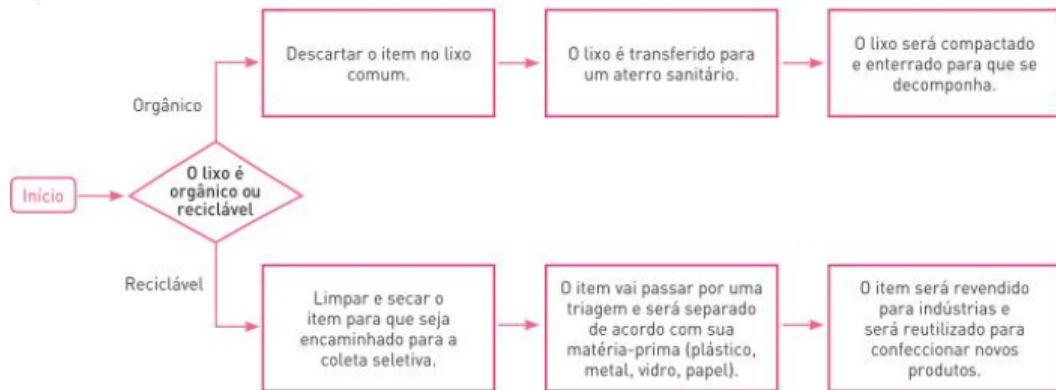 Descartar o item no lixo
comum.
O lixo é transferido para
um aterro sanitário.
O lixo será compactado
e enterrado para que se
decomponha.
Orgânico
Início
O lixo é
orgânico ou
reciclável
Reciclável
Limpar e secar o
item para que seja
encaminhado para a
coleta seletiva.
O item vai passar por uma
triagem e será separado
de acordo com sua
matéria-prima (plástico,
metal, vidro, papel).
O item será revendido
para indústrias e
será reutilizado para
confeccionar novos
produtos.